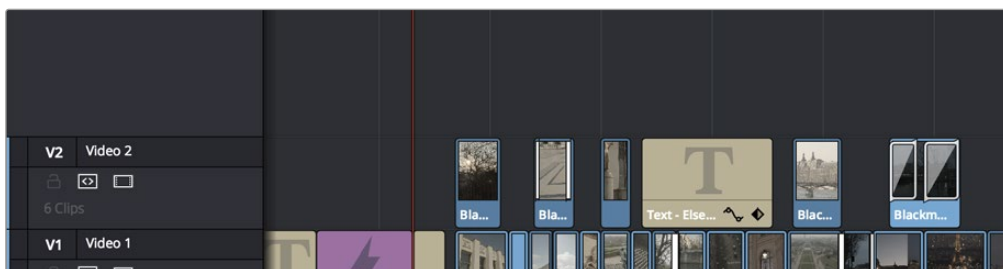 V2 Video 2
6 Clips
Bla... Bla... Text - Else... Blac... Blackm...
V1 Video 1